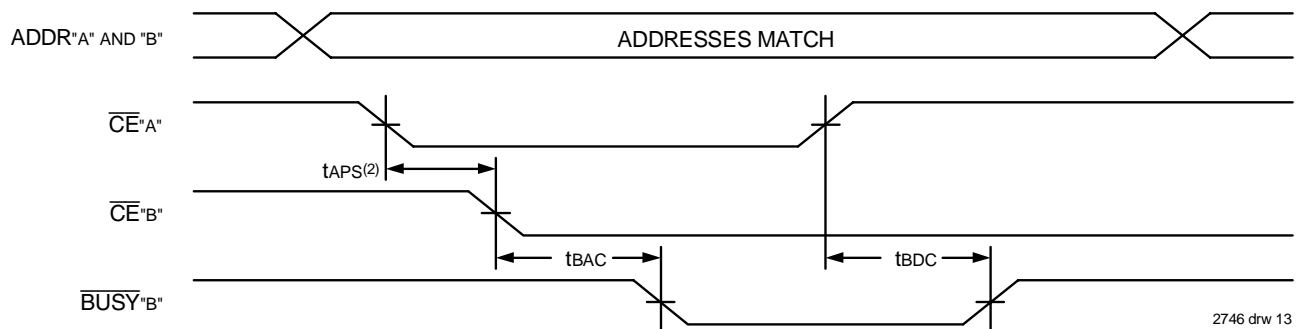 ADDR"A" AND "B"
ADDRESSES MATCH
CE"A"
tAPS(2)
CE"B"
tBAC
tBDC
BUSY"B"
2746 drw 13